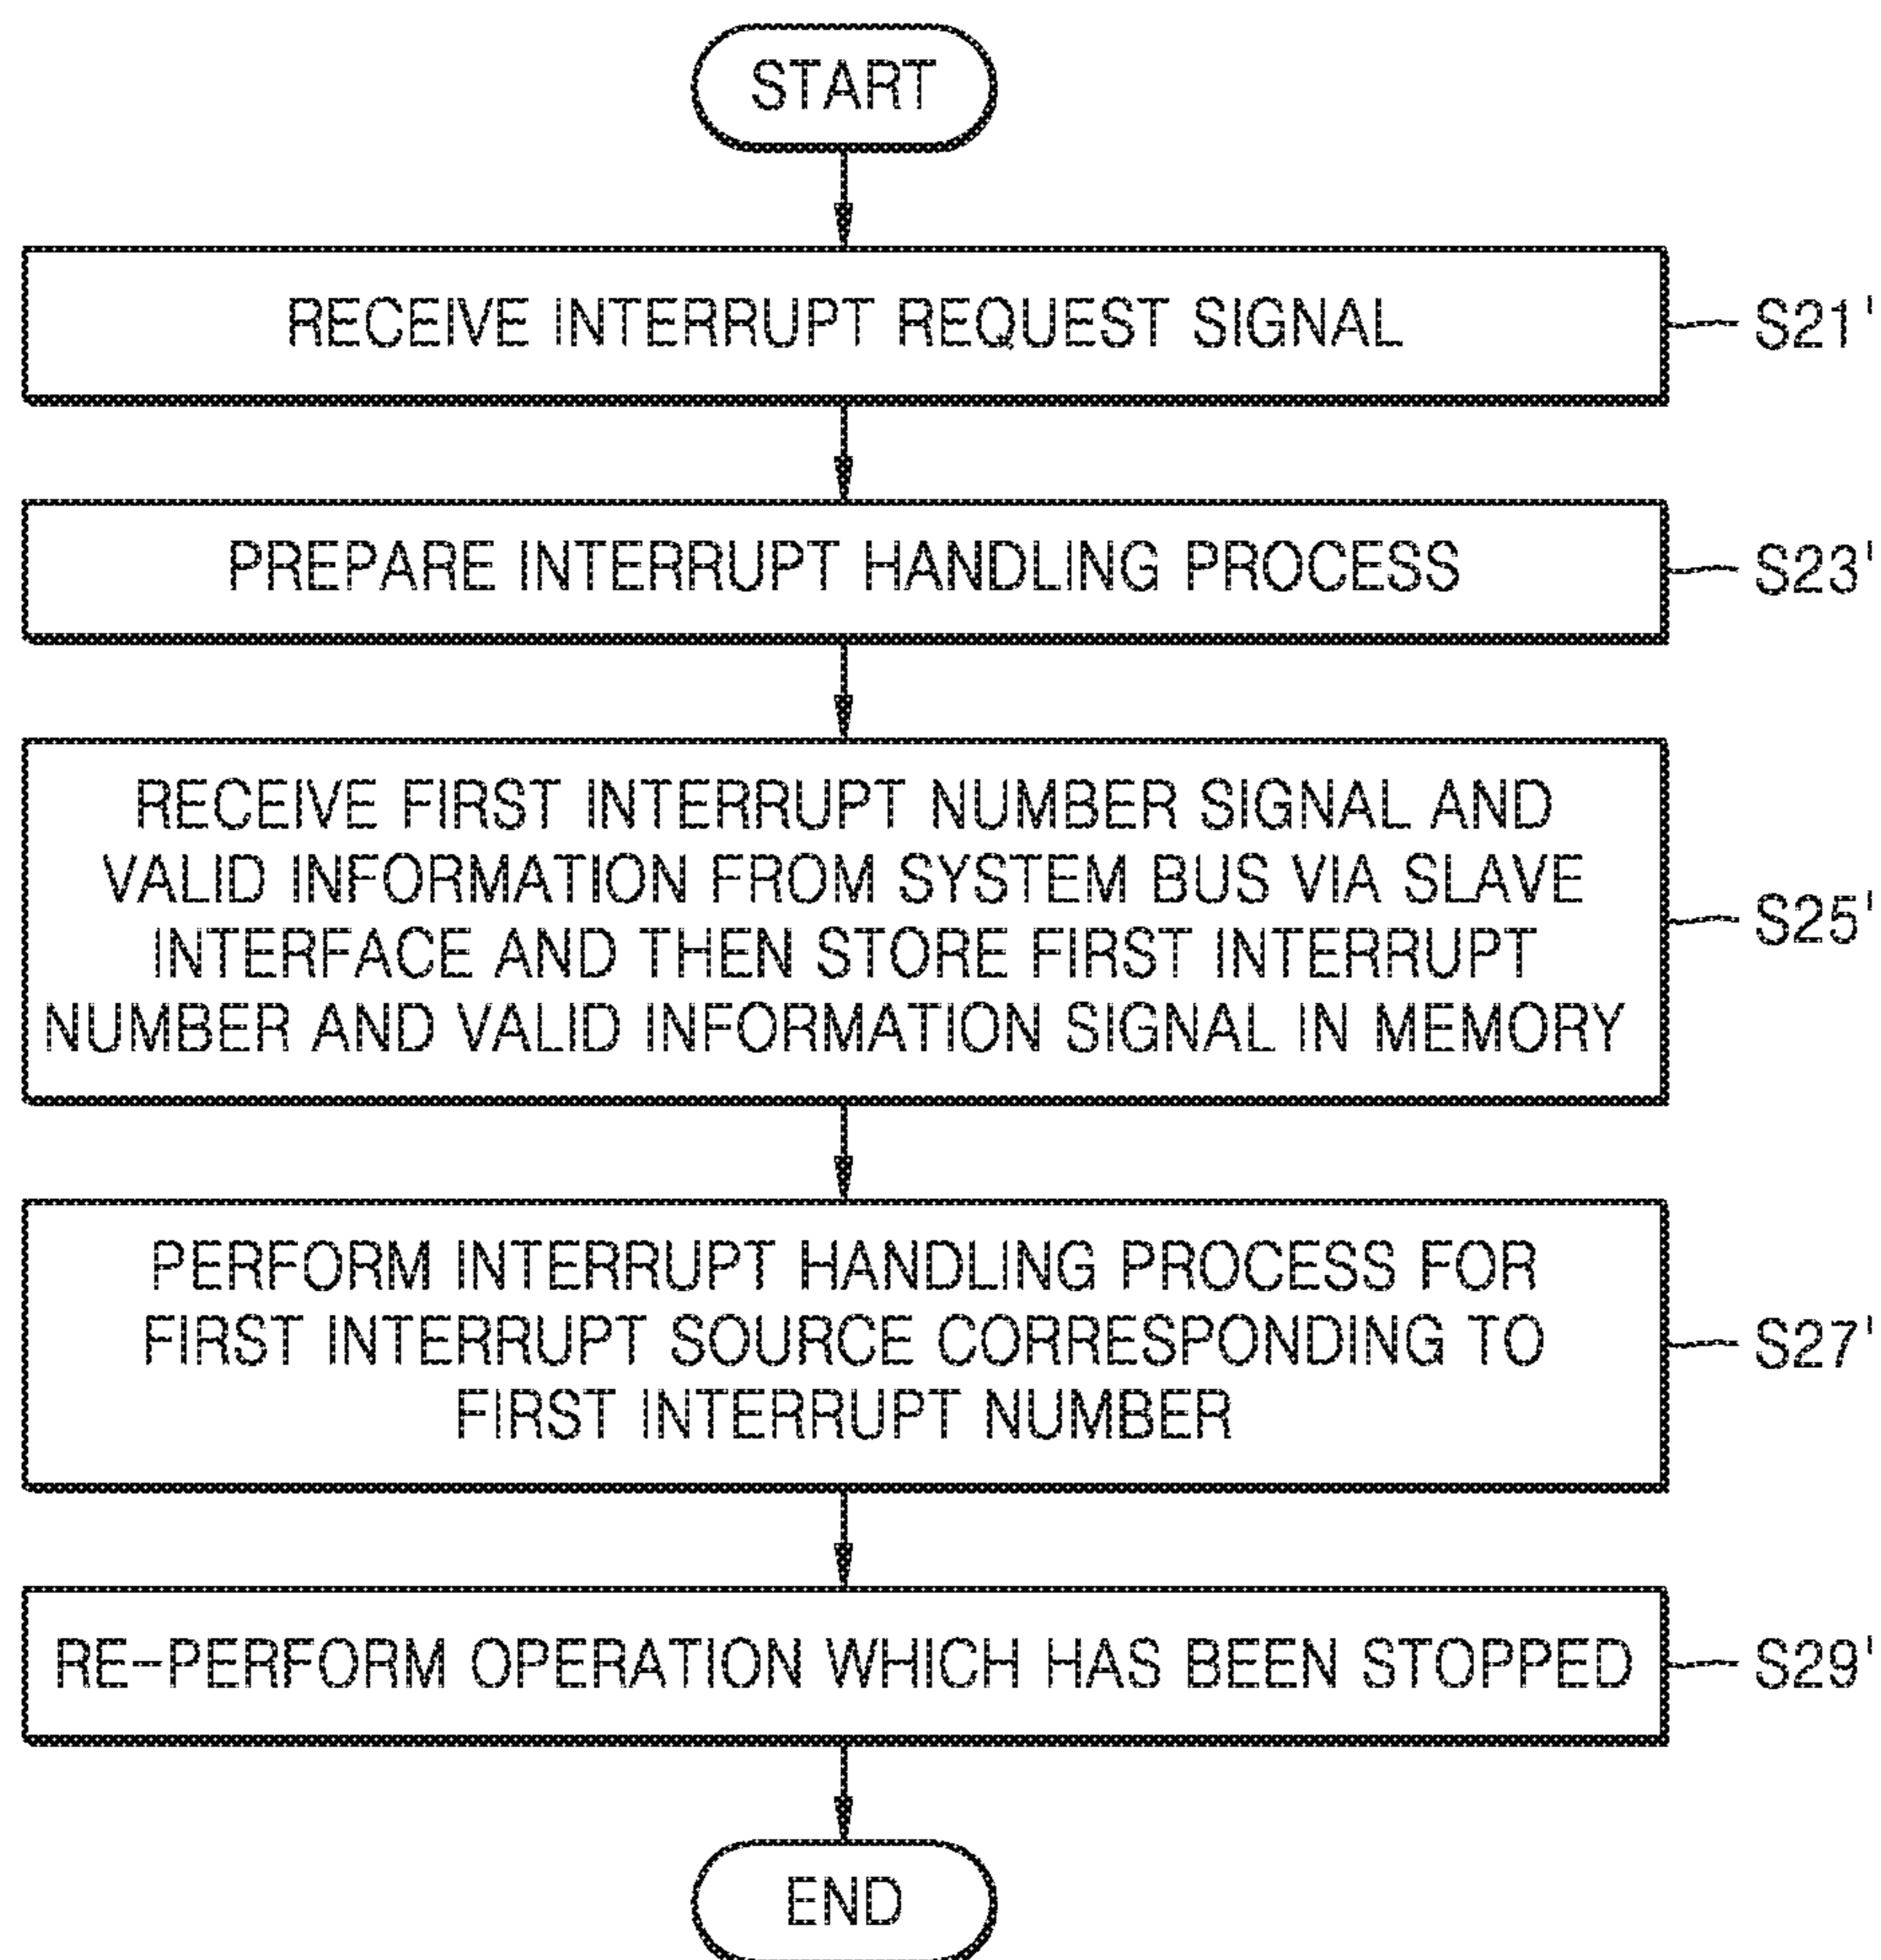 START
RECEIVE INTERRUPT REQUEST SIGNAL
S21'
PREPARE INTERRUPT HANDLING PROCESS
S23'
RECEIVE FIRST INTERRUPT NUMBER SIGNAL AND
VALID INFORMATION FROM SYSTEM BUS VIA SLAVE
INTERFACE AND THEN STORE FIRST INTERRUPT
NUMBER AND VALID INFORMATION SIGNAL IN MEMORY
S25'
PERFORM INTERRUPT HANDLING PROCESS FOR
FIRST INTERRUPT SOURCE CORRESPONDING TO
FIRST INTERRUPT NUMBER
S27'
RE-PERFORM OPERATION WHICH HAS BEEN STOPPED
S29'
END